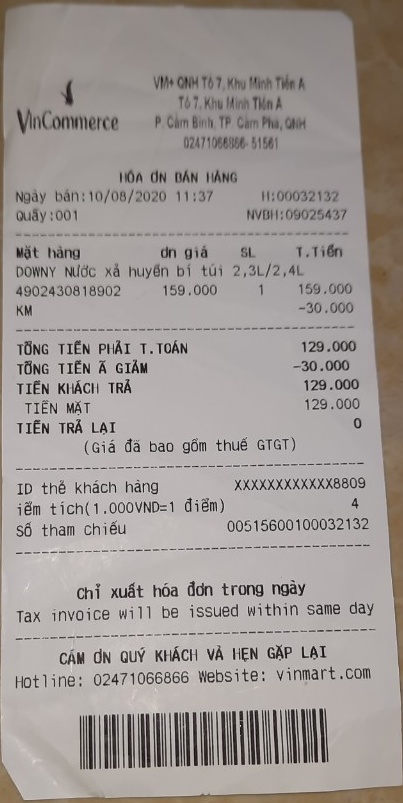 VinCommerce
VM+ QNH Tổ 7, Khu Minh Tiến A
Tổ 7, Khu Minh Tiến A
P. Cẩm Bình, TP. Cẩm Phả, QNH
02471066866-51561
HÓA ƠN BÁN HÀNG
Ngày bán:10/08/2020 11:37 H:00032132
Quầy:001 NVBH:09025437
Mặt hàng ơn giá SL T.Tiền
DOWNY Nước xả huyền bí túi 2,3L/2,4L
4902430818902 159.000 1 159.000
KM -30.000
TỔNG TIỀN PHẢI T.TOÁN 129.000
TỔNG TIỀN Ã GIẢM -30.000
TIỀN KHÁCH TRẢ 129.000
TIỀN MẶT 129.000
TIỀN TRẢ LẠI 0
(Giá đã bao gồm thuế GTGT)
ID thẻ khách hàng XXXXXXXXXXXX8809
iểm tích(1.000VND=1 điểm) 4
Số tham chiếu 00515600100032132
Chỉ xuất hóa đơn trong ngày
Tax invoice will be issued within same day
CẢM ƠN QUÝ KHÁCH VÀ HẸN GẶP LẠI
Hotline: 02471066866 Website: vinmart.com